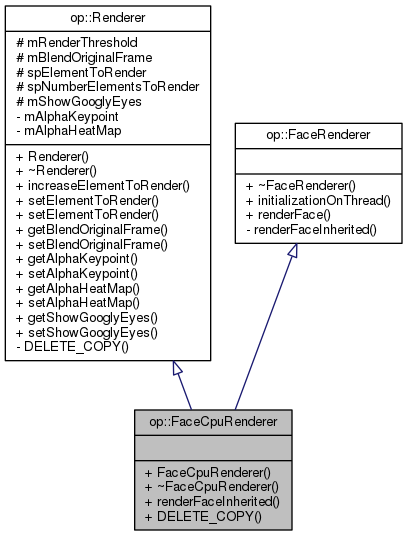 op::Renderer
# mRenderThreshold
# mBlendOriginalFrame
# spElementToRender
# spNumberElementsToRender
# mShowGooglyEyes
- mAlphaKeypoint
- mAlphaHeatMap
+ Renderer()
+ ~Renderer()
+ increaseElementToRender()
+ setElementToRender()
+ setElementToRender()
+ getBlendOriginalFrame()
+ setBlendOriginalFrame()
+ getAlphaKeypoint()
+ setAlphaKeypoint()
+ getAlphaHeatMap()
+ setAlphaHeatMap()
+ getShowGooglyEyes()
+ setShowGooglyEyes()
- DELETE_COPY()
op::FaceRenderer
+ ~FaceRenderer()
+ initializationOnThread()
+ renderFace()
- renderFaceInherited()
op::FaceCpuRenderer
+ FaceCpuRenderer()
+ ~FaceCpuRenderer()
+ renderFaceInherited()
+ DELETE_COPY()